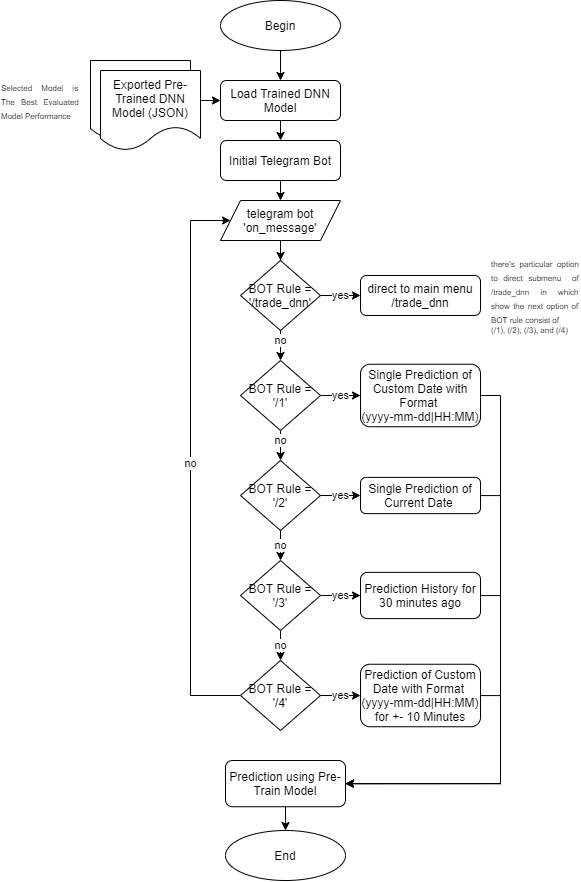 Begin
Selected Model is
The Best Evaluated
Model Performance
Exported Pre-
Trained DNN
Model (JSON)
Load Trained DNN
Model
Initial Telegram Bot
telegram bot
'on_message'
BOT Rule =
'/trade_dnn'
yes
direct to main menu
/trade_dnn
there's particular option
to direct submenu of
/trade_dnn in which
show the next option of
BOT rule consist of
(/1), (/2), (/3), and (/4)
no
BOT Rule =
'/1'
yes
Single Prediction of
Custom Date with
Format
(yyyy-mm-dd|HH:MM)
no
no
BOT Rule =
'/2'
yes
Single Prediction of
Current Date
no
BOT Rule =
'/3'
yes
Prediction History for
30 minutes ago
no
BOT Rule =
'/4'
yes
Prediction of Custom
Date with Format
(yyyy-mm-dd|HH:MM)
for +- 10 Minutes
Prediction using Pre-
Train Model
End